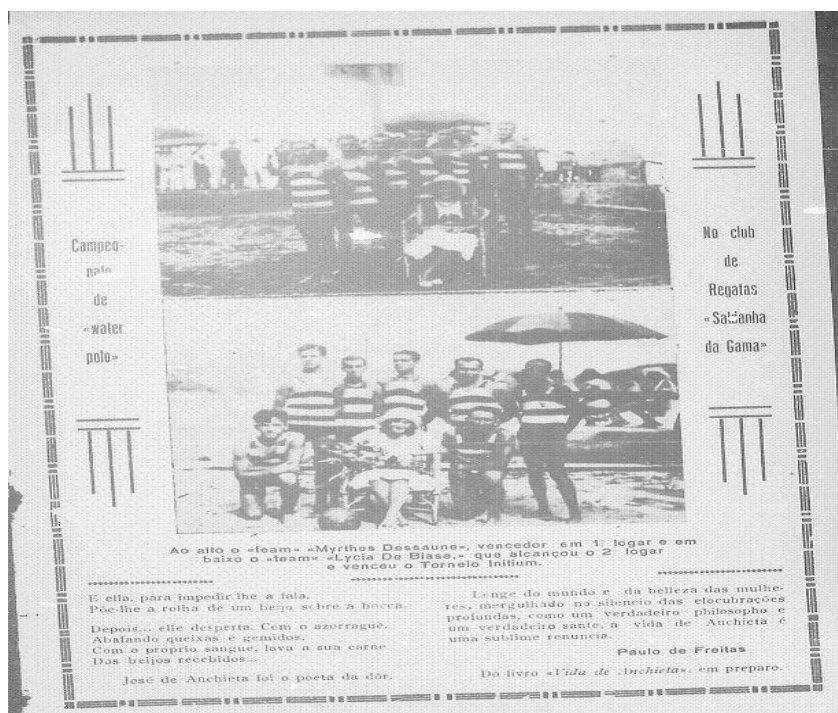 Campeo-
nato
de
«water
polo»
No club
de
Regatas
«Saldanha
da Gama»
Ao alto o «team» «Myrthes Dessaune», vencedor em 1. logar e em
baixo o «team» «Lycia De Biase,» que alcançou o 2 logar
e venceu o Torneio Initium.
E ella, para impedir lhe a fala,
Põe-lhe a rolha de um beijo sobre a bocca.
Depois... elle desperta. Com o azorrague,
Abafando queixas e gemidos,
Com o proprio sangue, lava a sua carne
Dos beijos recebidos...
José de Anchieta foi o poeta da dôr.
Longe do mundo e da belleza das mulhe-
res, mergulhado no silencio das elocubrações
profundas, como um verdadeiro philosopho e
um verdadeiro santo, a vida de Anchieta é
uma sublime renuncia.
Paulo de Freitas
Do livro «Vida de Anchieta», em preparo.